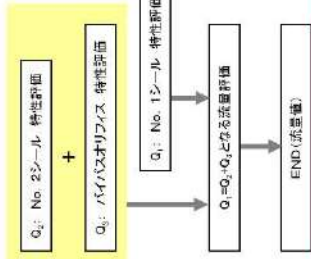 Q₂: No. 2シール 特性評価
+
Q₃: バイパスオリフィス 特性評価
Q₁: No. 1シール 特性評価
Q₁=Q₂+Q₃となる流量評価
END(流量値)